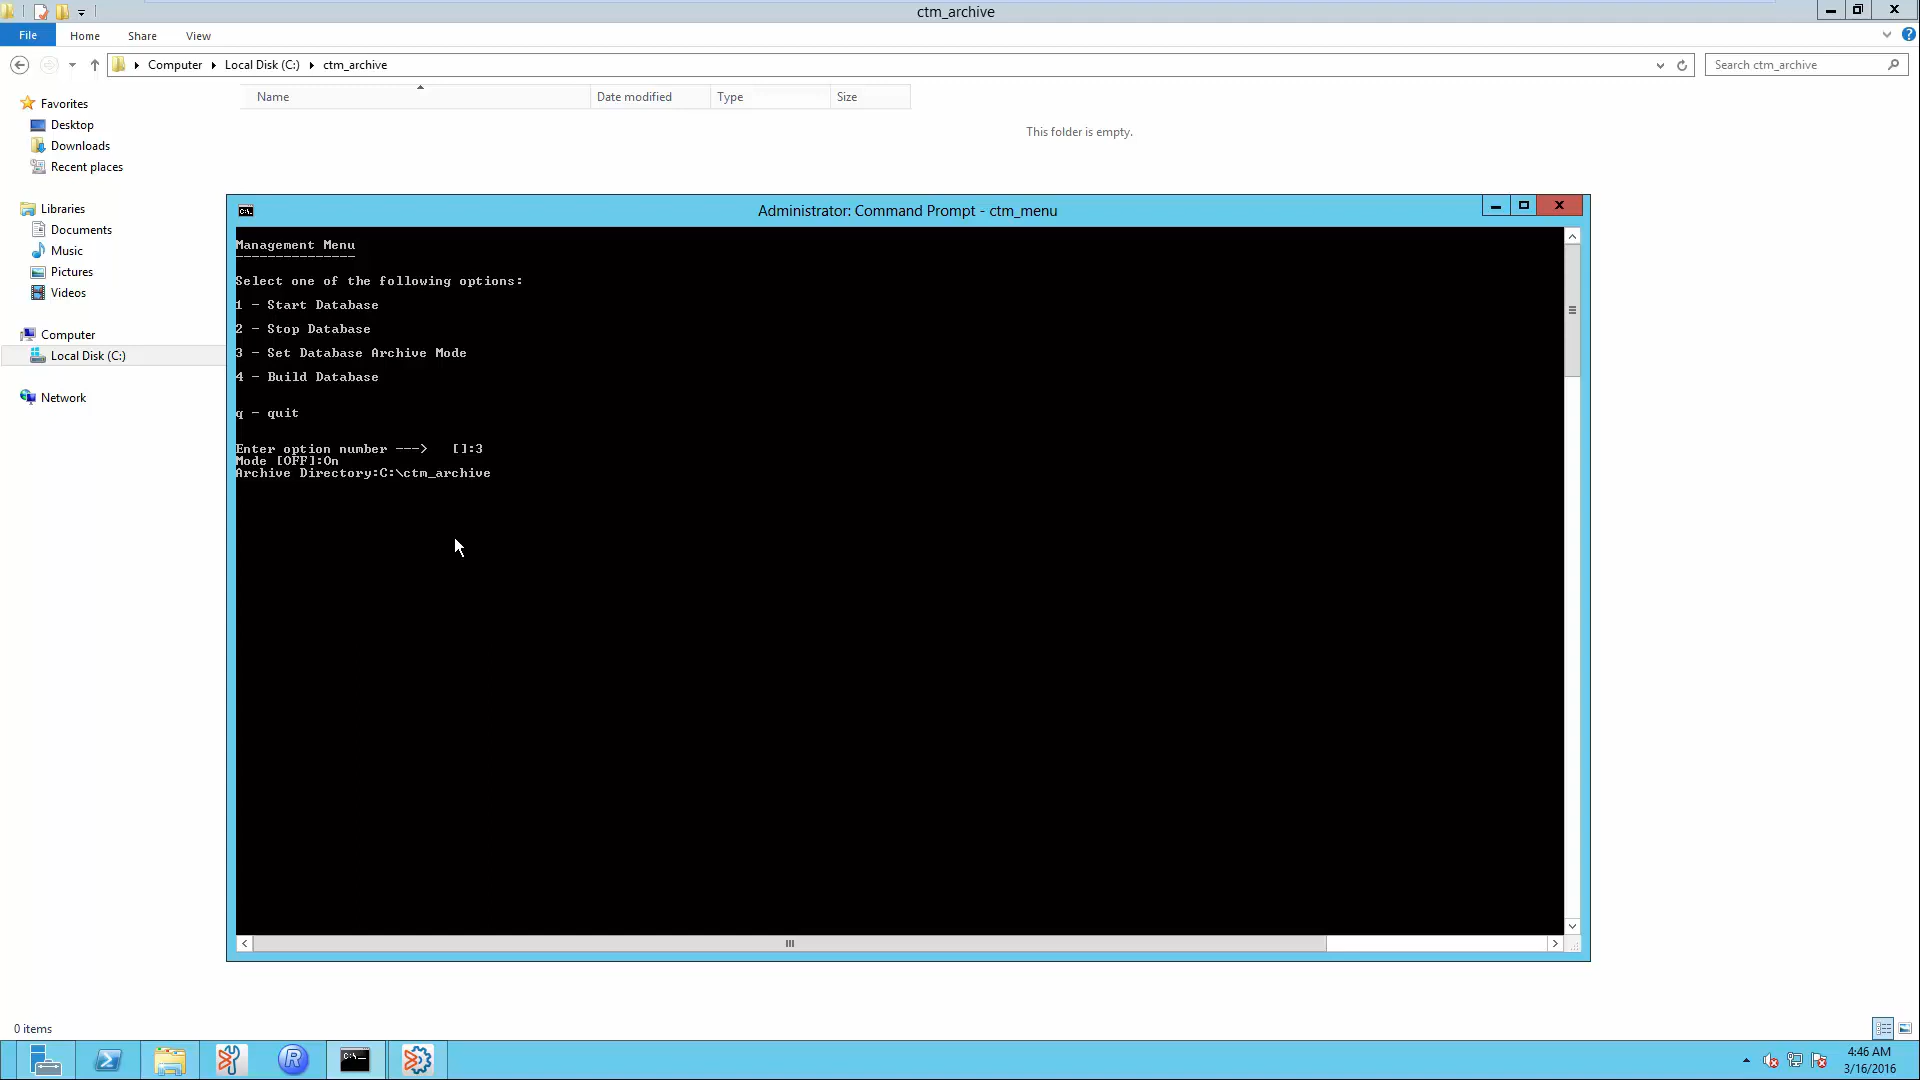 ctm_archive
File Home Share View
Computer Local Disk (C:) ctm_archive
Search ctm_archive
Name Date modified Type Size
This folder is empty.
Favorites
Desktop
Downloads
Recent places
Libraries
Documents
Music
Pictures
Videos
Computer
Local Disk (C:)
Network
Administrator: Command Prompt - ctm_menu
Management Menu
---------------
Select one of the following options:
1 - Start Database
2 - Stop Database
3 - Set Database Archive Mode
4 - Build Database
q - quit
Enter option number --->   []:3
Mode [OFF]:On
Archive Directory:C:\ctm_archive
0 items
4:46 AM
3/16/2016